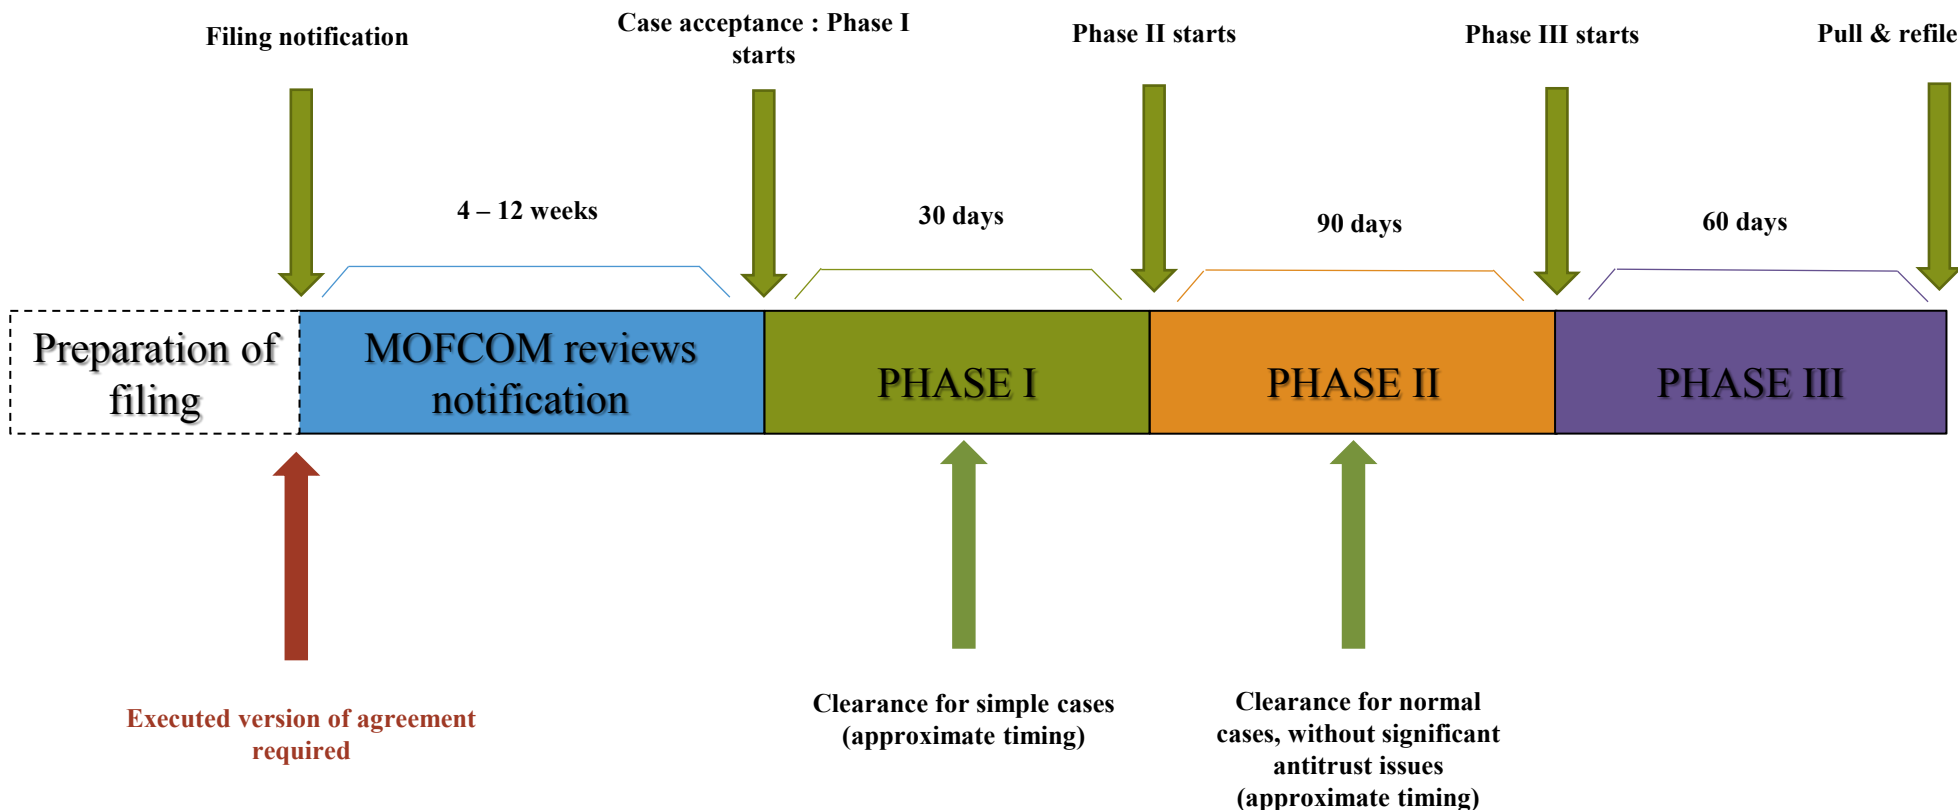 Filing notification
Case acceptance : Phase I
starts
Phase II starts
Phase III starts
Pull & refile
4 – 12 weeks
30 days
90 days
60 days
Preparation of
filing
MOFCOM reviews
notification
PHASE I
PHASE II
PHASE III
Executed version of agreement
required
Clearance for simple cases
(approximate timing)
Clearance for normal
cases, without significant
antitrust issues
(approximate timing)